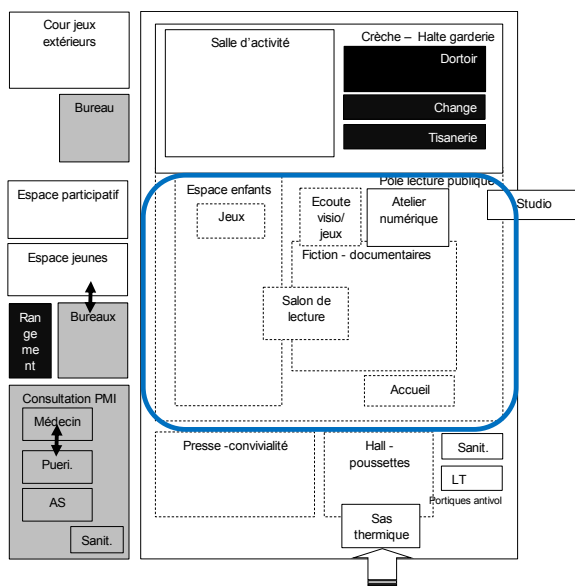 Cour jeux
extérieurs
Bureau
Espace participatif
Espace jeunes
Ran
ge
me
nt
Bureaux
Consultation PMI
Médecin
Pueri.
AS
Sanit.
Salle d'activité
Crèche – Halte garderie
Dortoir
Change
Tisanerie
Pôle lecture publique
Espace enfants
Jeux
Ecoute
visio/
jeux
Atelier
numérique
Studio
Fiction - documentaires
Salon de
lecture
Accueil
Presse -convivialité
Hall -
poussettes
Sanit.
LT
Portiques antivol
Sas
thermique